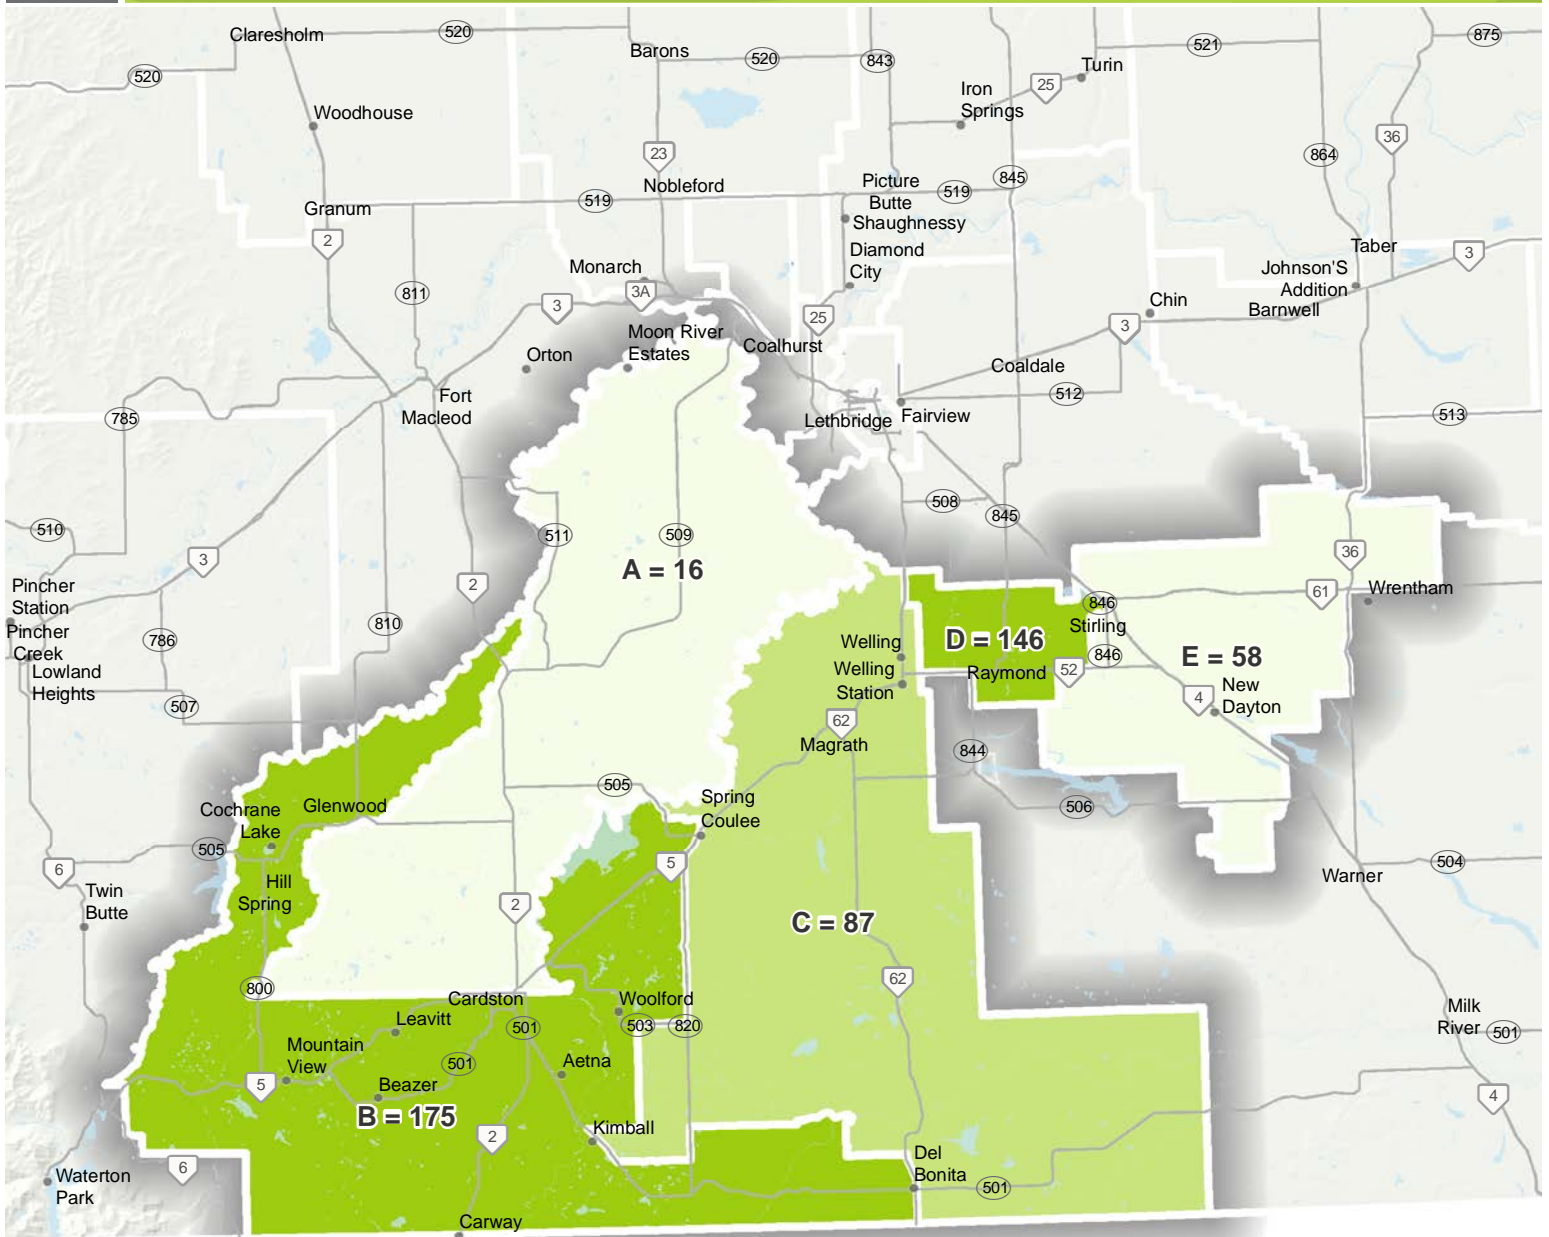 Claresholm
520
Barons
520
843
521
875
520
Turin
Iron
Springs
25
Woodhouse
36
23
864
Nobleford
Picture
Butte
519
845
519
Granum
Shaughnessy
2
Diamond
City
Taber
3
Monarch
3A
Johnson'S
Addition
811
3
Chin
Barnwell
25
3
Moon River
Estates
Coalhurst
Orton
Coaldale
512
Fort
Macleod
785
Lethbridge
Fairview
513
508
845
510
511
509
36
3
A = 16
2
61
Wrentham
Pincher
Station
846
810
Stirling
Pincher
Creek
786
Welling
D = 146
846
E = 58
Lowland
Heights
Welling
Station
Raymond
52
New
Dayton
4
507
62
Magrath
844
505
Spring
Coulee
506
Cochrane
Lake
Glenwood
505
5
504
6
Warner
Twin
Butte
Hill
Spring
2
C = 87
62
800
Cardston
Woolford
Leavitt
501
503
820
Milk
River
501
Mountain
View
501
Aetna
5
Beazer
4
B = 175
2
Kimball
6
Del
Bonita
Waterton
Park
501
Carway